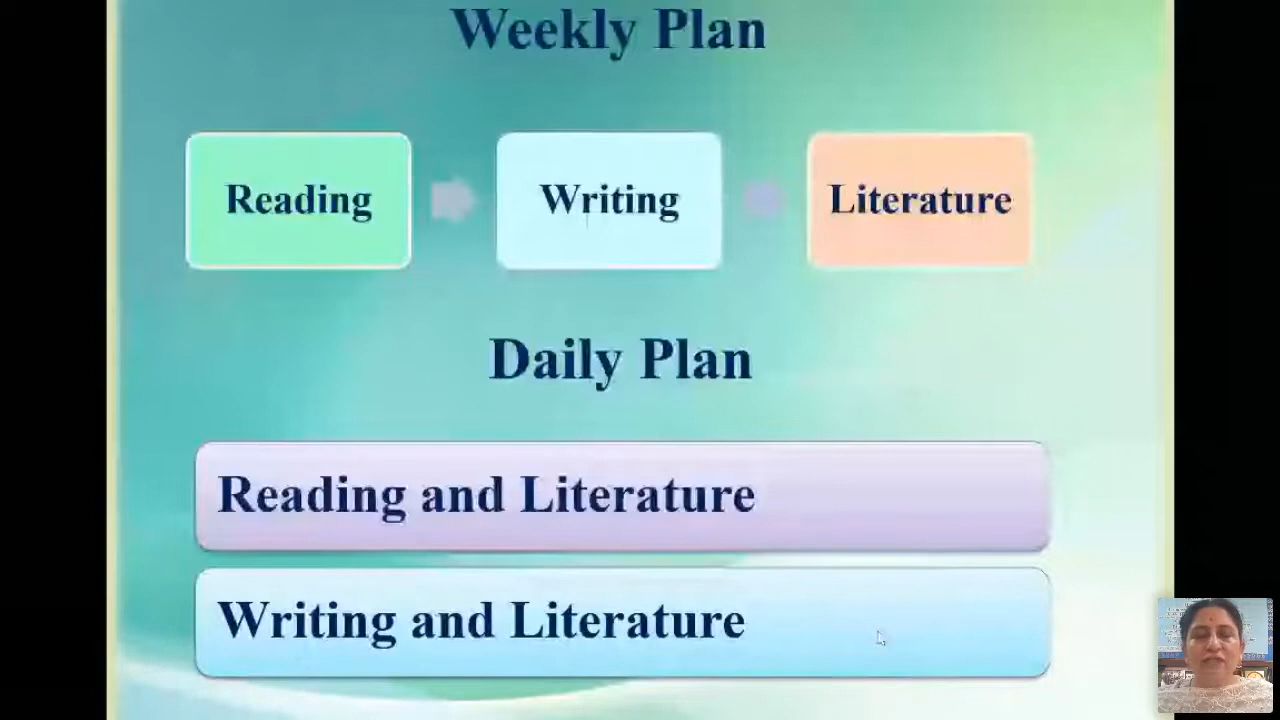 Weekly Plan
Reading
Writing
Literature
Daily Plan
Reading and Literature
Writing and Literature